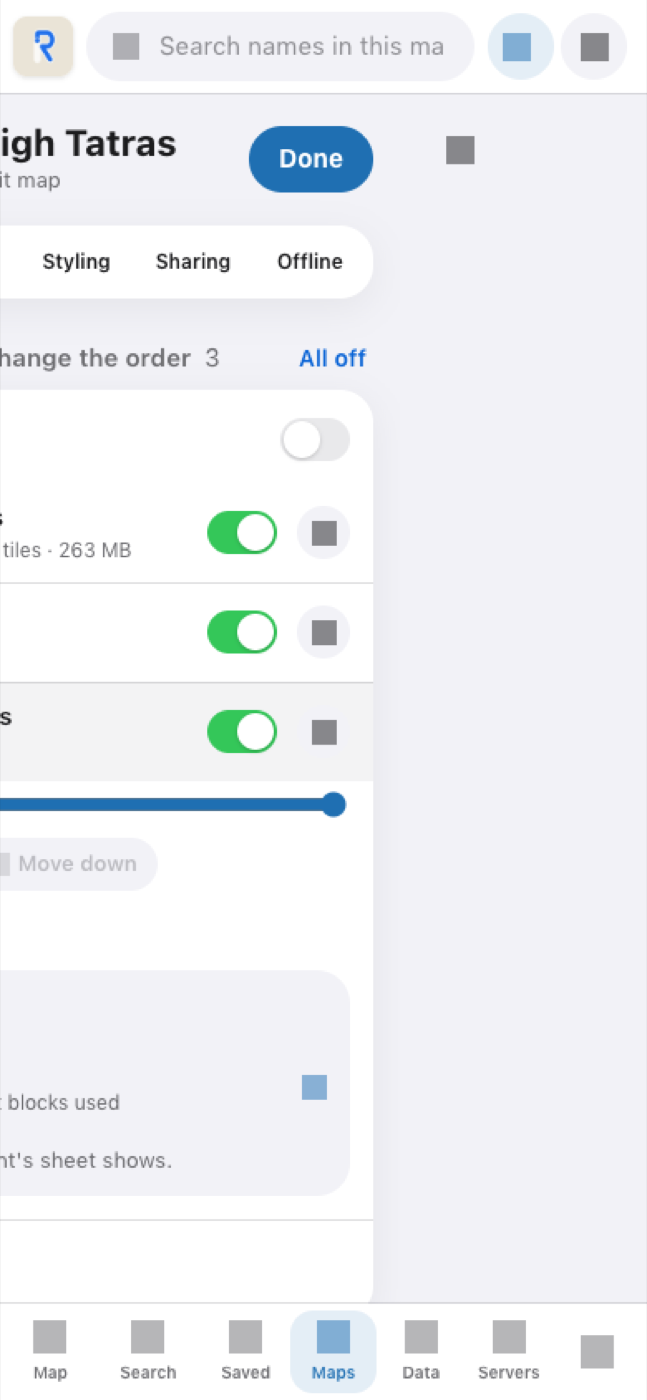 Search names in this ma
igh Tatras
it map
Done
Styling Sharing Offline
hange the order 3 All off
s
tiles · 263 MB
s
Move down
blocks used
nt's sheet shows.
Map Search Saved Maps Data Servers